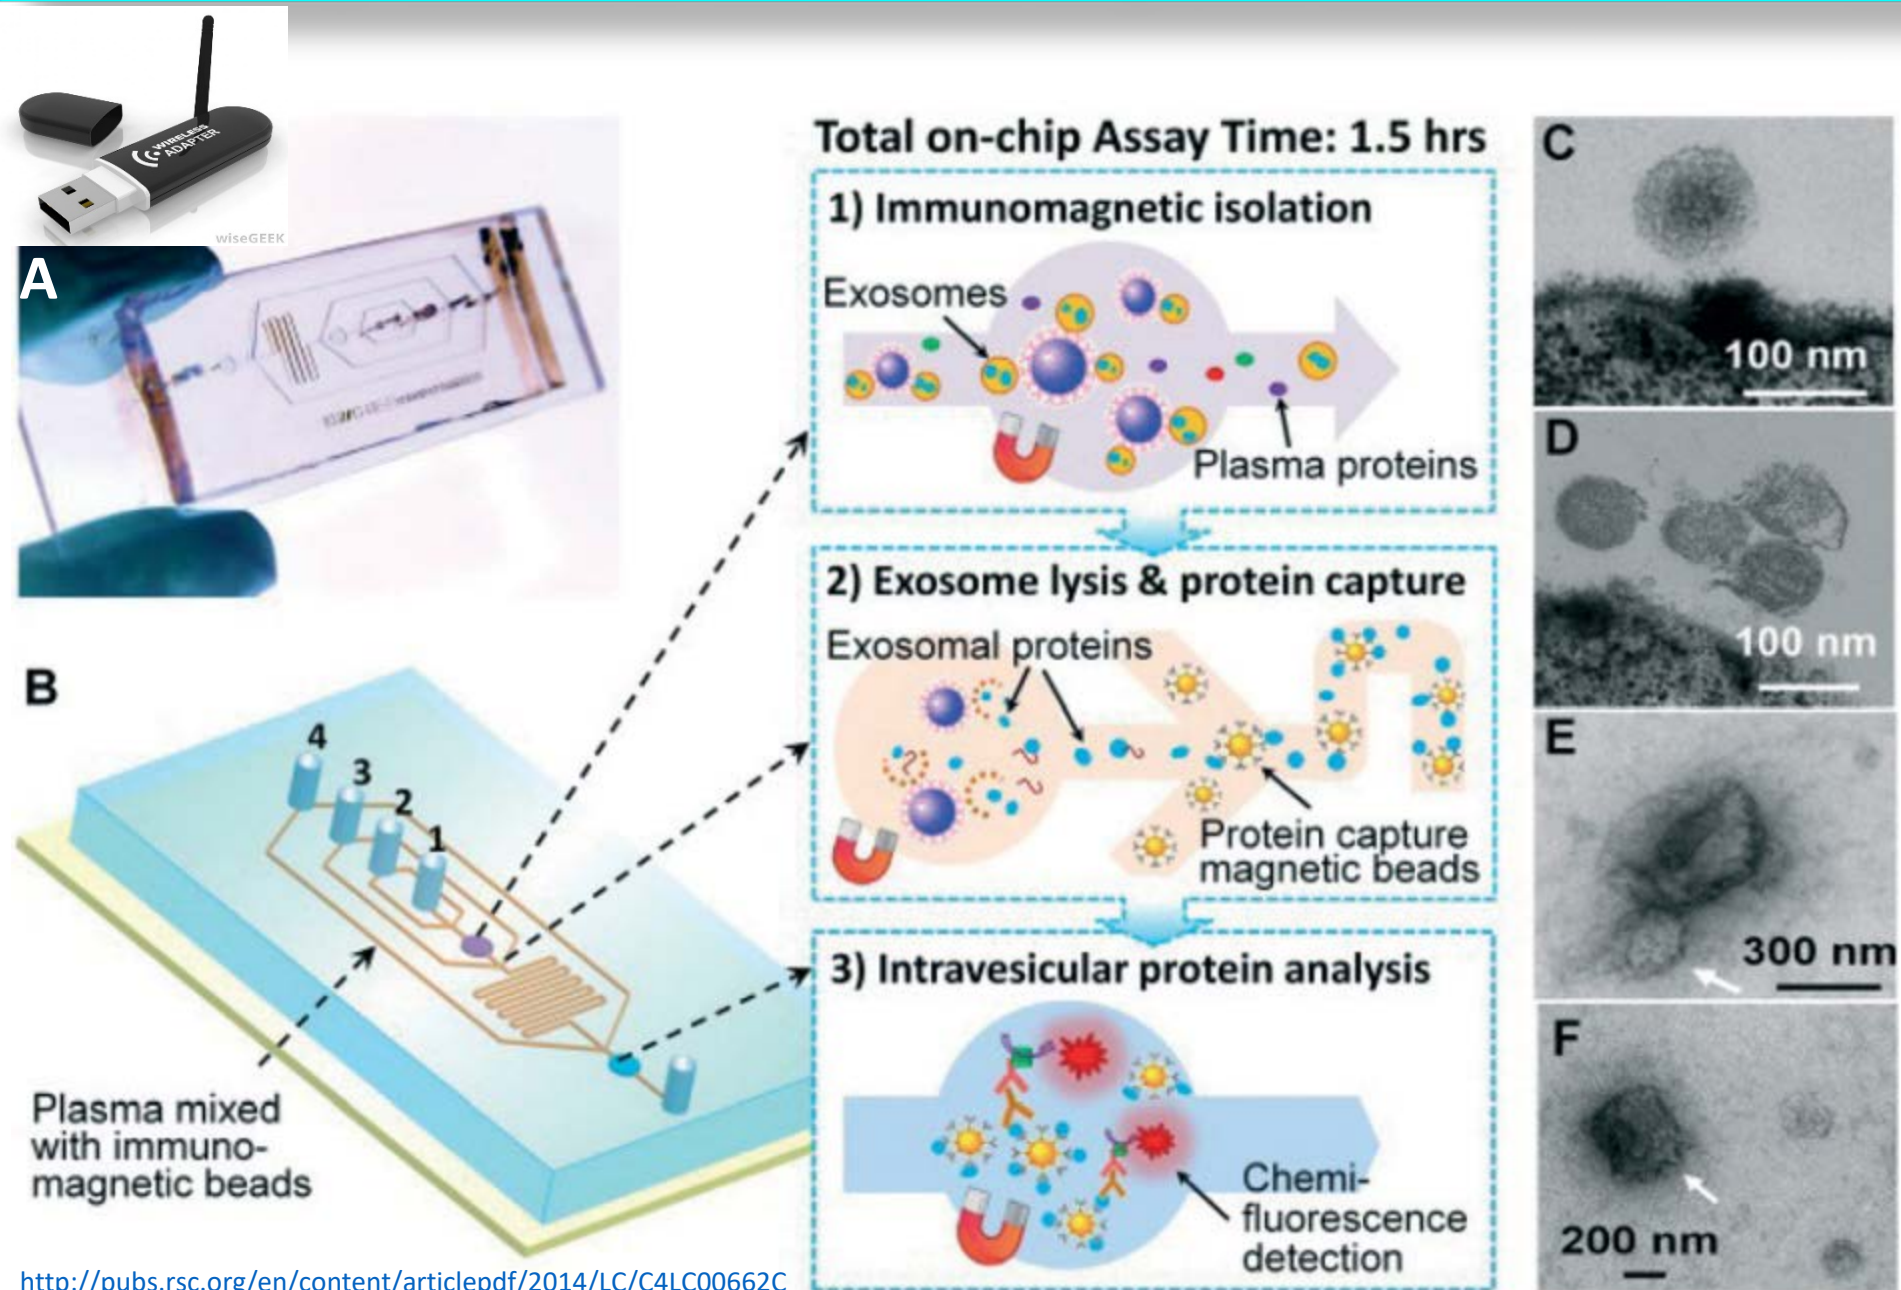 WIRELESS
ADAPTER
wiseGEEK
A
B
4
3
2
1
Plasma mixed
with immuno-
magnetic beads
http://pubs.rsc.org/en/content/articlepdf/2014/LC/C4LC00662C
Total on-chip Assay Time: 1.5 hrs
1) Immunomagnetic isolation
Exosomes
Plasma proteins
2) Exosome lysis & protein capture
Exosomal proteins
Protein capture
magnetic beads
3) Intravesicular protein analysis
Chemi-
fluorescence
detection
C
100 nm
D
100 nm
E
300 nm
F
200 nm